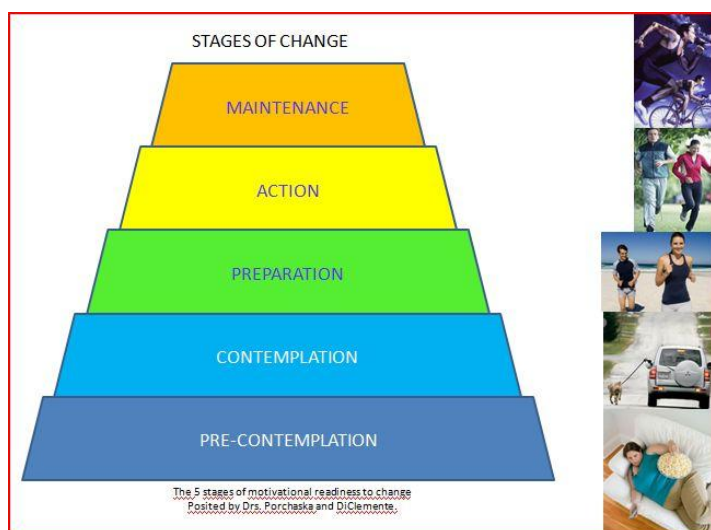 STAGES OF CHANGE
MAINTENANCE
ACTION
PREPARATION
CONTEMPLATION
PRE-CONTEMPLATION
The 5 stages of motivational readiness to change
Posited by Drs. Porchaska and DiClemente.